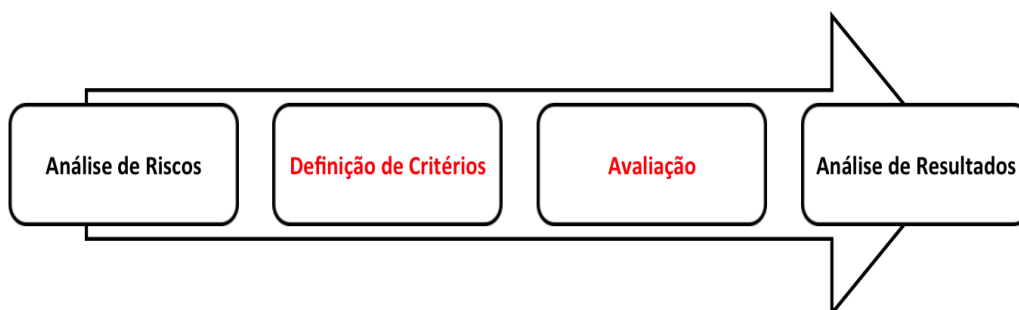 Análise de Riscos
Definição de Critérios
Avaliação
Análise de Resultados